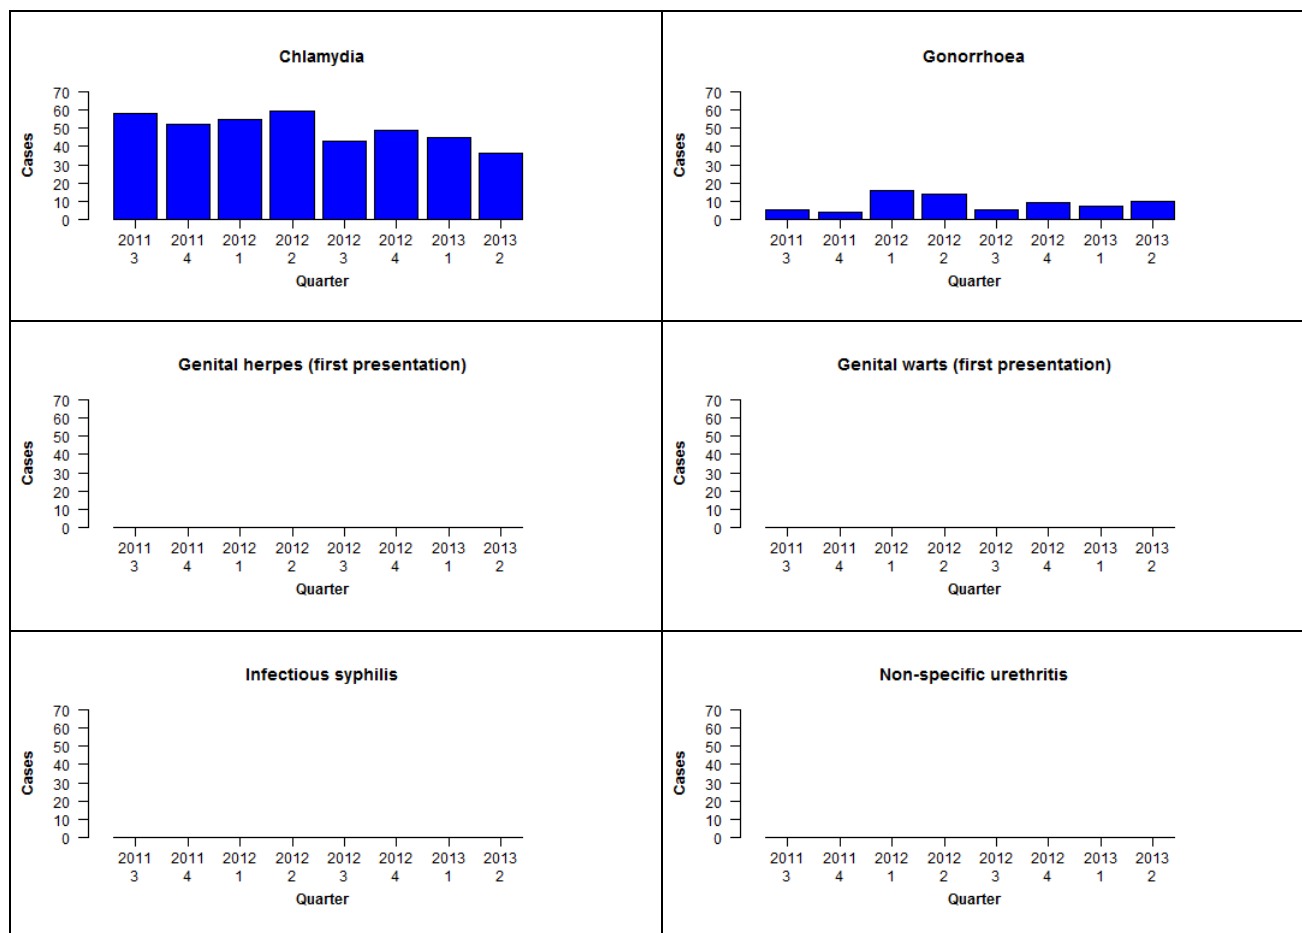 Chlamydia
Cases
70
60
50
40
30
20
10
0
2011 2011 2012 2012 2012 2012 2013 2013
3 4 1 2 3 4 1 2
Quarter
Gonorrhoea
Cases
70
60
50
40
30
20
10
0
2011 2011 2012 2012 2012 2012 2013 2013
3 4 1 2 3 4 1 2
Quarter
Genital herpes (first presentation)
Cases
70
60
50
40
30
20
10
0
2011 2011 2012 2012 2012 2012 2013 2013
3 4 1 2 3 4 1 2
Quarter
Genital warts (first presentation)
Cases
70
60
50
40
30
20
10
0
2011 2011 2012 2012 2012 2012 2013 2013
3 4 1 2 3 4 1 2
Quarter
Infectious syphilis
Cases
70
60
50
40
30
20
10
0
2011 2011 2012 2012 2012 2012 2013 2013
3 4 1 2 3 4 1 2
Quarter
Non-specific urethritis
Cases
70
60
50
40
30
20
10
0
2011 2011 2012 2012 2012 2012 2013 2013
3 4 1 2 3 4 1 2
Quarter